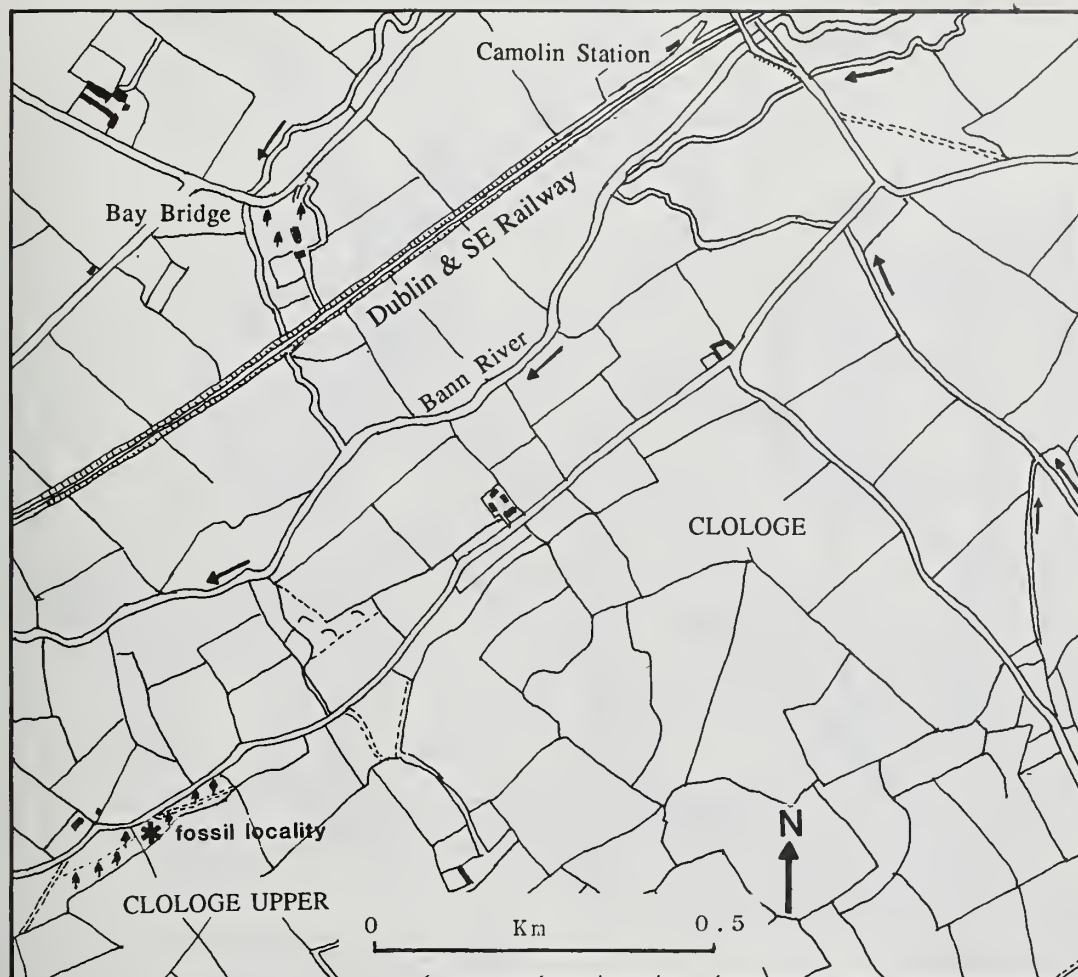 Camolin Station
Bay Bridge
Dublin & SE Railway
Bann River
CLOLOGE
fossil locality
N
CLOLOGE UPPER
0 Km 0.5